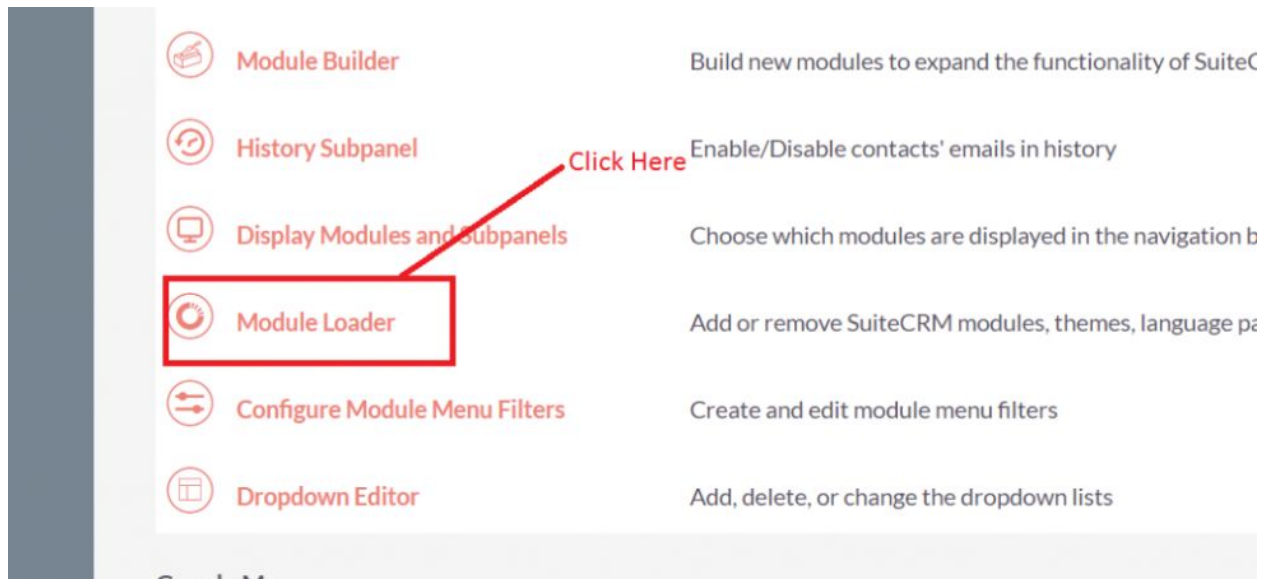 Module Builder Build new modules to expand the functionality of
History Subpanel Enable/Disable contacts' emails in history
Click Here
Display Modules and Subpanels Choose which modules are displayed in the navigation
Module Loader Add or remove SuiteCRM modules, themes, language
Configure Module Menu Filters Create and edit module menu filters
Dropdown Editor Add, delete, or change the dropdown lists